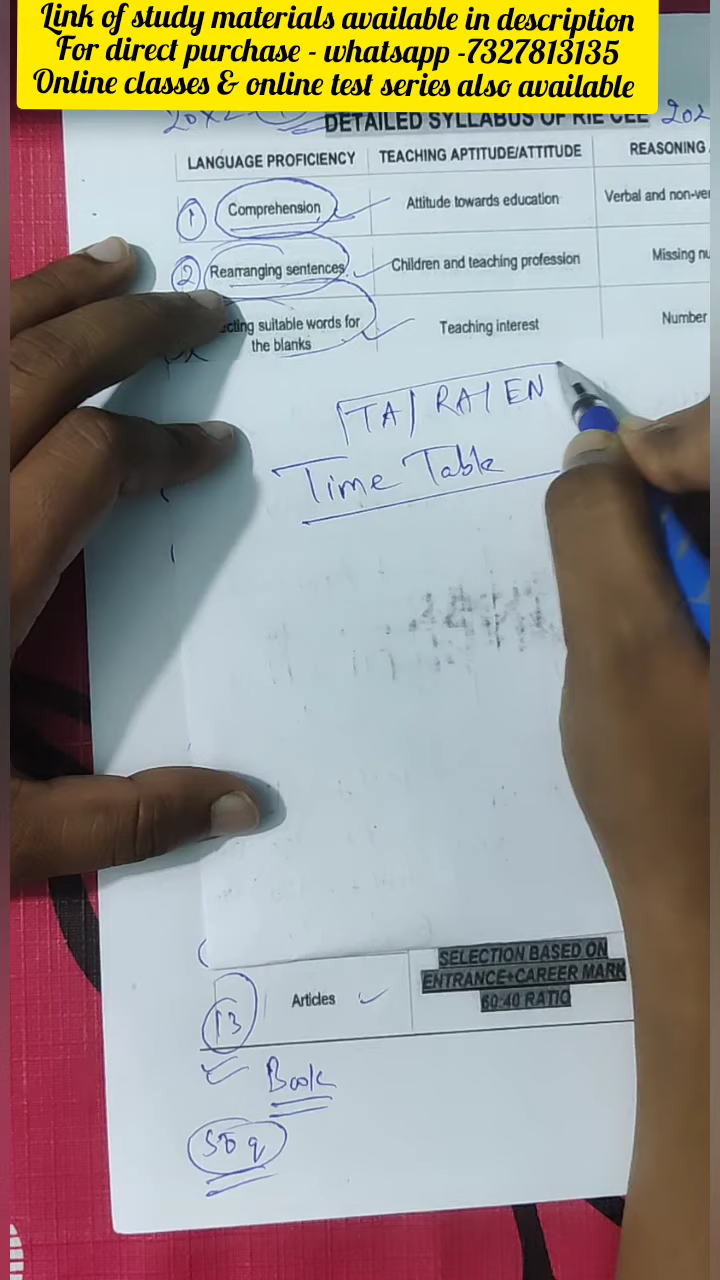 Link of study materials available in description
For direct purchase - whatsapp -7327813135
Online classes & online test series also available
DETAILED SYLLABUS OF RIE CEE 202
LANGUAGE PROFICIENCY TEACHING APTITUDE/ATTITUDE REASONING
1 Comprehension Attitude towards education Verbal and non-ver
2 Rearranging sentences Children and teaching profession Missing nu
cting suitable words for the blanks Teaching interest Number
TA/ RA/ EN
Time Table
13 Articles SELECTION BASED ON
ENTRANCE+CAREER MARK
60:40 RATIO
Book